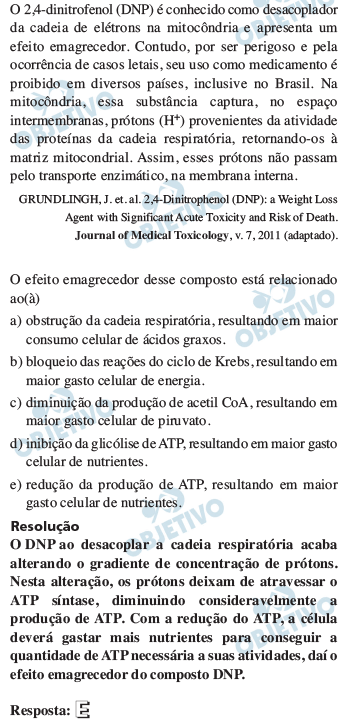 O 2,4-dinitrofenol (DNP) é conhecido como desacoplador
da cadeia de elétrons na mitocôndria e apresenta um
efeito emagrecedor. Contudo, por ser perigoso e pela
ocorrência de casos letais, seu uso como medicamento é
proibido em diversos países, inclusive no Brasil. Na
mitocôndria, essa substância captura, no espaço
intermembranas, prótons (H⁺) provenientes da atividade
das proteínas da cadeia respiratória, retornando-os à
matriz mitocondrial. Assim, esses prótons não passam
pelo transporte enzimático, na membrana interna.
GRUNDLINGH, J. et. al. 2,4-Dinitrophenol (DNP): a Weight Loss
Agent with Significant Acute Toxicity and Risk of Death.
Journal of Medical Toxicology, v. 7, 2011 (adaptado).
O efeito emagrecedor desse composto está relacionado
ao(à)
a) obstrução da cadeia respiratória, resultando em maior
consumo celular de ácidos graxos.
b) bloqueio das reações do ciclo de Krebs, resultando em
maior gasto celular de energia.
c) diminuição da produção de acetil CoA, resultando em
maior gasto celular de piruvato.
d) inibição da glicólise de ATP, resultando em maior gasto
celular de nutrientes.
e) redução da produção de ATP, resultando em maior
gasto celular de nutrientes.
Resolução
O DNP ao desacoplar a cadeia respiratória acaba
alterando o gradiente de concentração de prótons.
Nesta alteração, os prótons deixam de atravessar o
ATP síntase, diminuindo consideravelmente a
produção de ATP. Com a redução do ATP, a célula
deverá gastar mais nutrientes para conseguir a
quantidade de ATP necessária a suas atividades, daí o
efeito emagrecedor do composto DNP.
Resposta: E
OBJETIVO
OBJETIVO
OBJETIVO
OBJETIVO
OBJETIVO
OBJETIVO
OBJETIVO
OBJETIVO
OBJETIVO